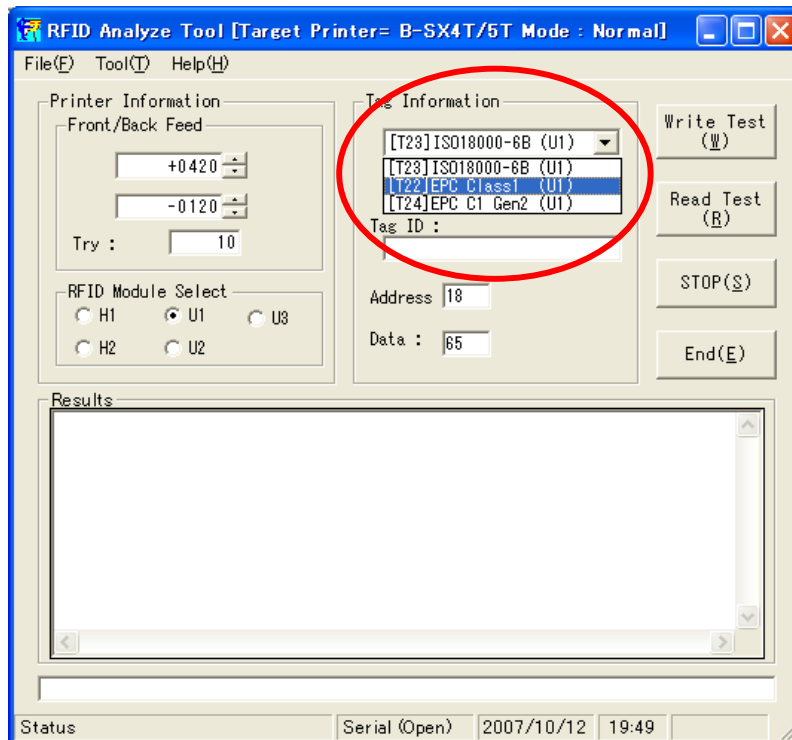 RFID Analyze Tool [Target Printer= B-SX4T/5T Mode : Normal]
File(F) Tool(T) Help(H)
Printer Information
Front/Back Feed
+0420
-0120
Try : 10
RFID Module Select
H1 U1 U3
H2 U2
Tag Information
[T23]ISO18000-6B (U1)
[T23]ISO18000-6B (U1)
[T22]EPC Class1 (U1)
[T24]EPC C1 Gen2 (U1)
Tag ID :
Address 18
Data : 65
Write Test
(W)
Read Test
(R)
STOP(S)
End(E)
Results
Status Serial (Open) 2007/10/12 19:49